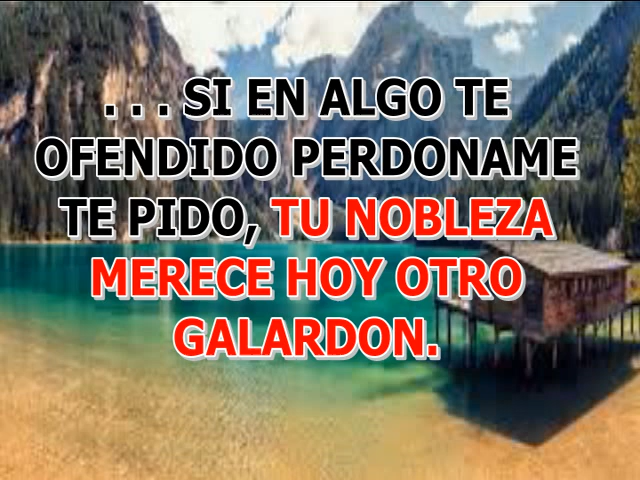 . . . SI EN ALGO TE
OFENDIDO PERDONAME
TE PIDO, TU NOBLEZA
MERECE HOY OTRO
GALARDON.